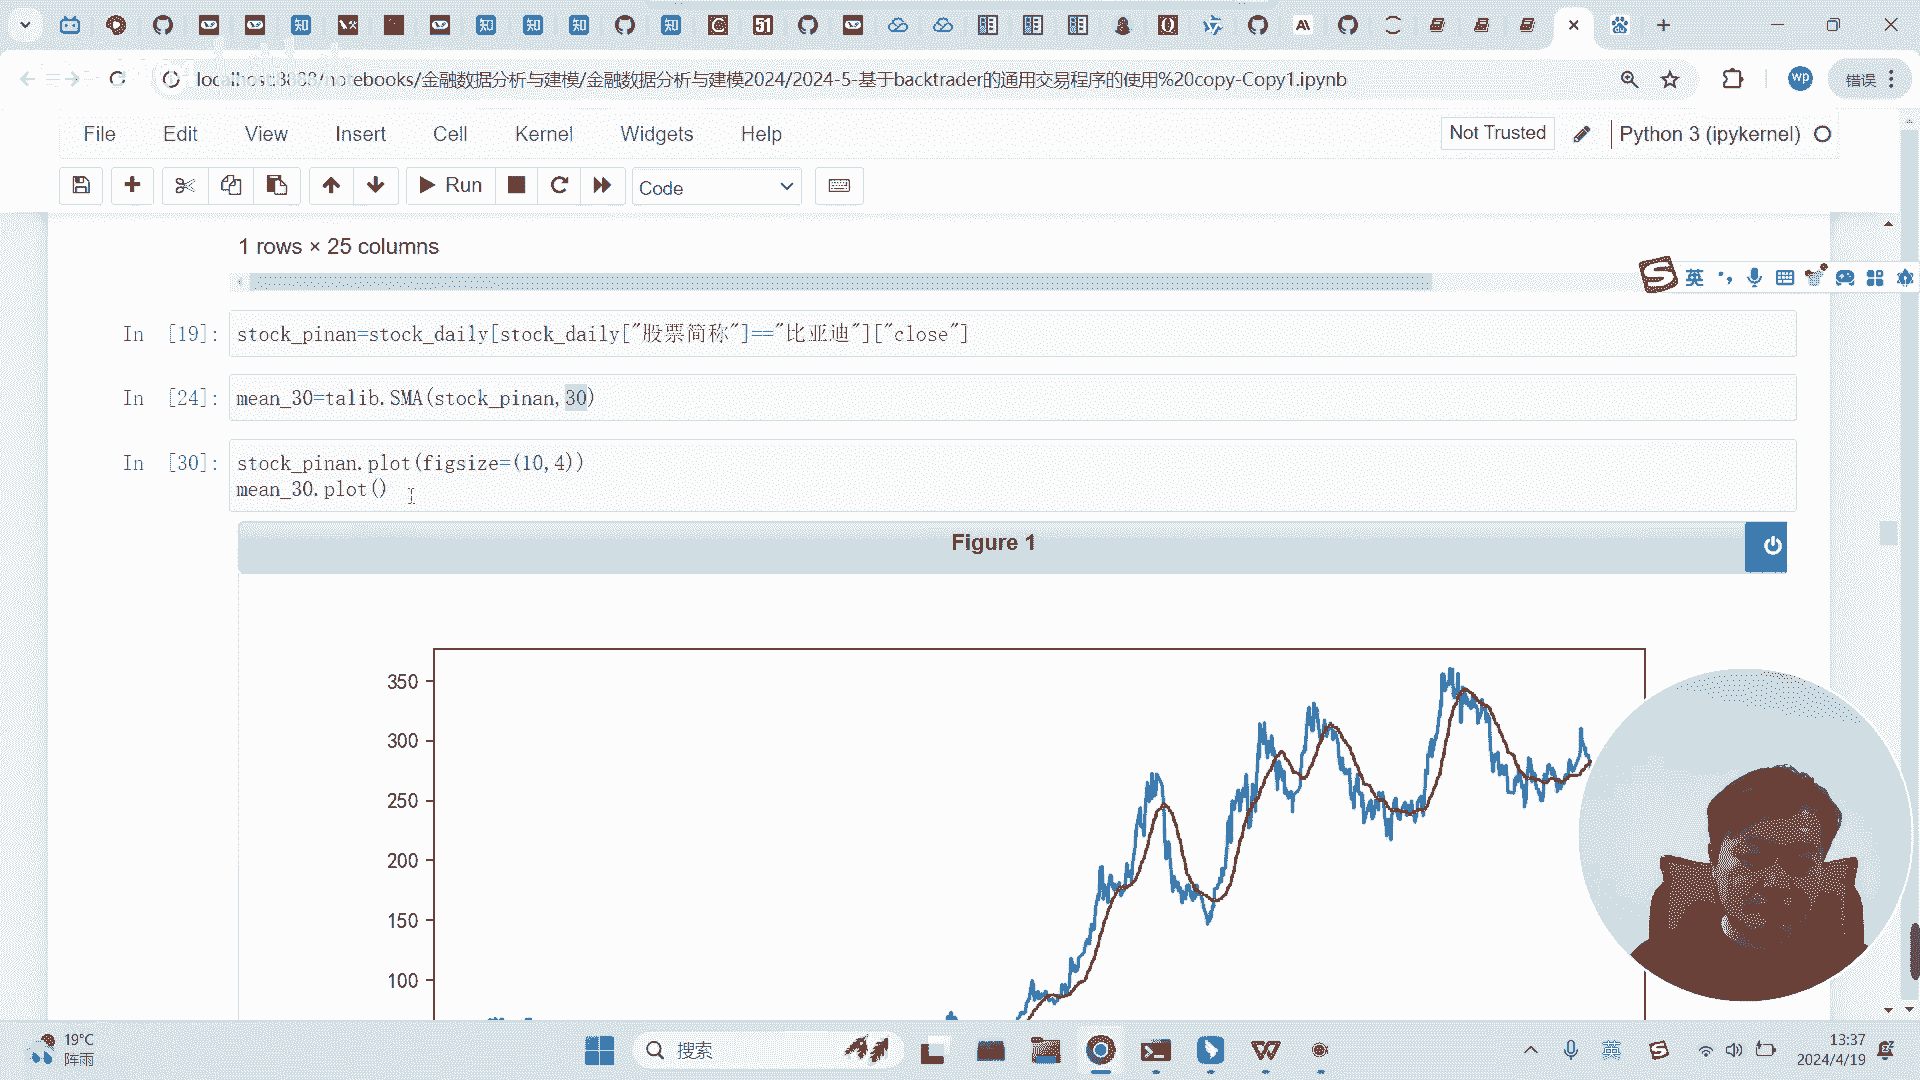 localhost:8888/notebooks/金融数据分析与建模/金融数据分析与建模2024/2024-5-基于backtrader的通用交易程序的使用%20copy-Copy1.ipynb
wp
错误
File Edit View Insert Cell Kernel Widgets Help
Not Trusted
Python 3 (ipykernel)
Run
Code
1 rows × 25 columns
英
In [19]: stock_pinan=stock_daily[stock_daily["股票简称"]=="比亚迪"]["close"]
In [24]: mean_30=talib.SMA(stock_pinan,30)
In [30]: stock_pinan.plot(figsize=(10,4))
mean_30.plot()
Figure 1
350
300
250
200
150
100
19°C
阵雨
搜索
英
13:37
2024/4/19